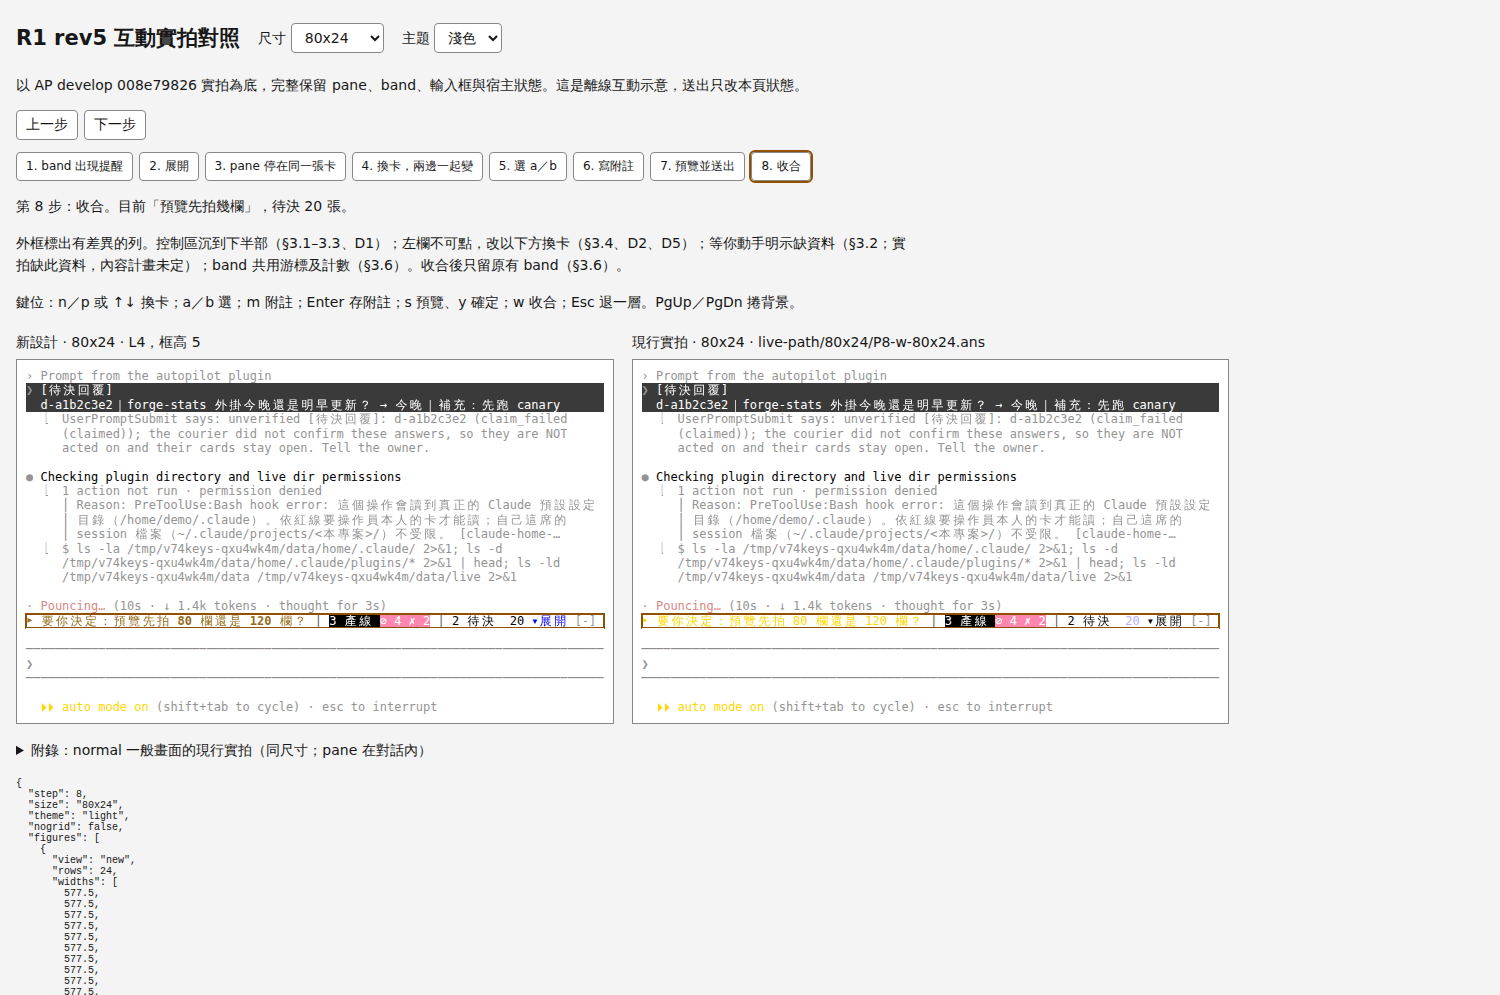 R1 rev5 互動實拍對照 尺寸 80x24 主題 淺色
以 AP develop 008e79826 實拍為底，完整保留 pane、band、輸入框與宿主狀態。這是離線互動示意，送出只改本頁狀態。
上一步 下一步
1. band 出現提醒 2. 展開 3. pane 停在同一張卡 4. 換卡，兩邊一起變 5. 選 a／b 6. 寫附註 7. 預覽並送出 8. 收合
第 8 步：收合。目前「預覽先拍幾欄」，待決 20 張。
外框標出有差異的列。控制區沉到下半部（§3.1–3.3、D1）；左欄不可點，改以下方換卡（§3.4、D2、D5）；等你動手明示缺資料（§3.2；實
拍缺此資料，內容計畫未定）；band 共用游標及計數（§3.6）。收合後只留原有 band（§3.6）。
鍵位：n／p 或 ↑↓ 換卡；a／b 選；m 附註；Enter 存附註；s 預覽、y 確定；w 收合；Esc 退一層。PgUp／PgDn 捲背景。
新設計 · 80x24 · L4，框高 5
› Prompt from the autopilot plugin
❯ [待決回覆]
d-a1b2c3e2｜forge-stats 外掛今晚還是明早更新？ → 今晚｜補充：先跑 canary
⎿ UserPromptSubmit says: unverified [待決回覆]: d-a1b2c3e2 (claim_failed
(claimed)); the courier did not confirm these answers, so they are NOT
acted on and their cards stay open. Tell the owner.
● Checking plugin directory and live dir permissions
⎿ 1 action not run · permission denied
│ Reason: PreToolUse:Bash hook error: 這個操作會讀到真正的 Claude 預設設定
│ 目錄（/home/demo/.claude）。依紅線要操作員本人的卡才能讀；自己這席的
│ session 檔案（~/.claude/projects/<本專案>/）不受限。 [claude-home-…
⎿ $ ls -la /tmp/v74keys-qxu4wk4m/data/home/.claude/ 2>&1; ls -d
/tmp/v74keys-qxu4wk4m/data/home/.claude/plugins/* 2>&1 | head; ls -ld
/tmp/v74keys-qxu4wk4m/data /tmp/v74keys-qxu4wk4m/data/live 2>&1
· Pouncing… (10s · ↓ 1.4k tokens · thought for 3s)
▸ 要你決定：預覽先拍 80 欄還是 120 欄？ | 3 產線 ⊘ 4 ✗ 2 | 2 待決 20 ▾展開 [-]
❯
⏵⏵ auto mode on (shift+tab to cycle) · esc to interrupt
現行實拍 · 80x24 · live-path/80x24/P8-w-80x24.ans
› Prompt from the autopilot plugin
❯ [待決回覆]
d-a1b2c3e2｜forge-stats 外掛今晚還是明早更新？ → 今晚｜補充：先跑 canary
⎿ UserPromptSubmit says: unverified [待決回覆]: d-a1b2c3e2 (claim_failed
(claimed)); the courier did not confirm these answers, so they are NOT
acted on and their cards stay open. Tell the owner.
● Checking plugin directory and live dir permissions
⎿ 1 action not run · permission denied
│ Reason: PreToolUse:Bash hook error: 這個操作會讀到真正的 Claude 預設設定
│ 目錄（/home/demo/.claude）。依紅線要操作員本人的卡才能讀；自己這席的
│ session 檔案（~/.claude/projects/<本專案>/）不受限。 [claude-home-…
⎿ $ ls -la /tmp/v74keys-qxu4wk4m/data/home/.claude/ 2>&1; ls -d
/tmp/v74keys-qxu4wk4m/data/home/.claude/plugins/* 2>&1 | head; ls -ld
/tmp/v74keys-qxu4wk4m/data /tmp/v74keys-qxu4wk4m/data/live 2>&1
· Pouncing… (10s · ↓ 1.4k tokens · thought for 3s)
▸ 要你決定：預覽先拍 80 欄還是 120 欄？ | 3 產線 ⊘ 4 ✗ 2 | 2 待決 20 ▾展開 [-]
❯
⏵⏵ auto mode on (shift+tab to cycle) · esc to interrupt
▶ 附錄：normal 一般畫面的現行實拍（同尺寸；pane 在對話內）
{
"step": 8,
"size": "80x24",
"theme": "light",
"nogrid": false,
"figures": [
{
"view": "new",
"rows": 24,
"widths": [
577.5,
577.5,
577.5,
577.5,
577.5,
577.5,
577.5,
577.5,
577.5,
577.5,